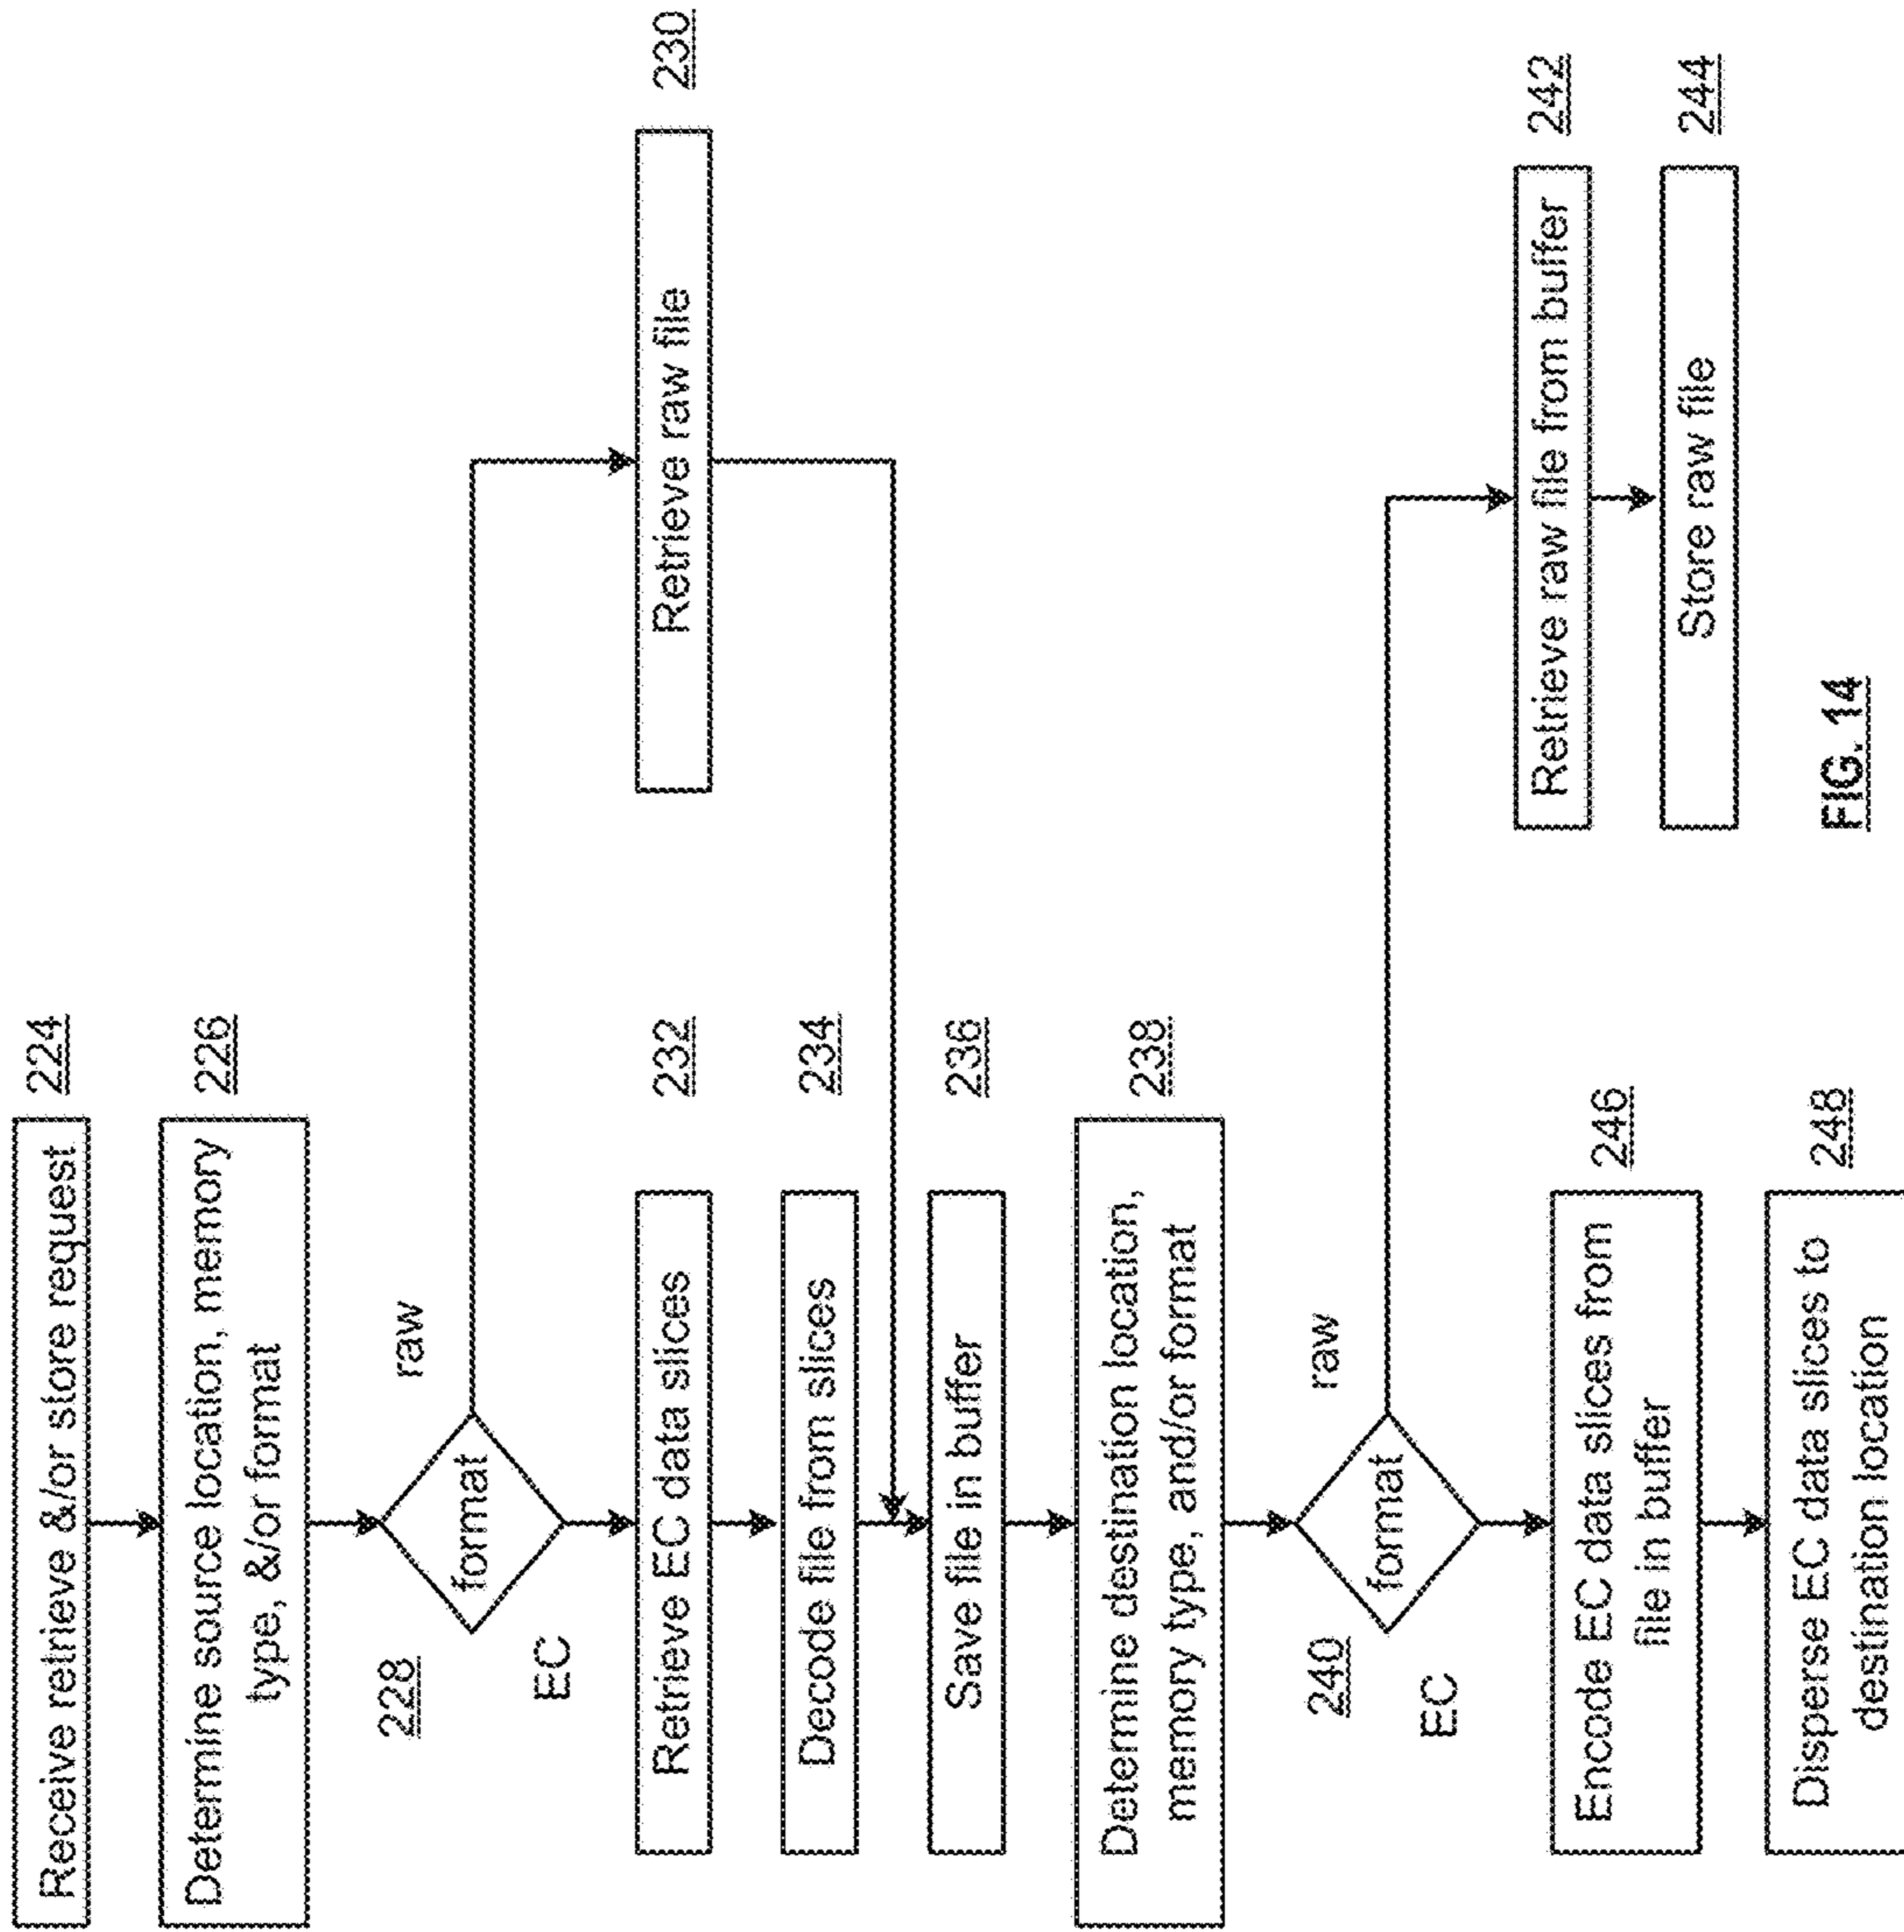 Receive retrieve &/or store request
224
Determine source location, memory
type, &/or format
226
228
format
raw
EC
Retrieve raw file
230
Retrieve EC data slices
232
Decode file from slices
234
Save file in buffer
236
Determine destination location,
memory type, and/or format
238
240
format
raw
EC
Retrieve raw file from buffer
242
Store raw file
244
Encode EC data slices from
file in buffer
246
Disperse EC data slices to
destination location
248
FIG. 14